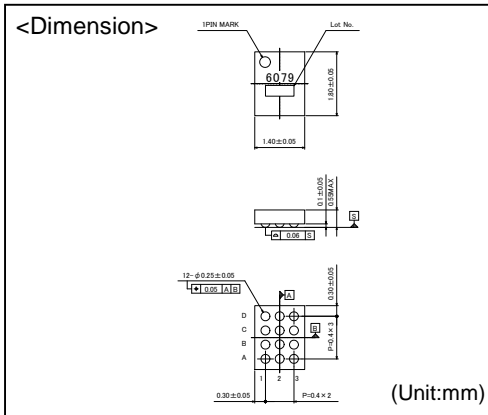 <Dimension>
1PIN MARK
Lot No.
6079
1.80±0.05
1.40±0.05
0.1±0.05
0.55MAX
S
0.06 S
12-φ0.25±0.05
0.05 A B
A
0.30±0.05
D
C
B
B
A
P=0.4×3
1 2 3
0.30±0.05
P=0.4×2
(Unit:mm)